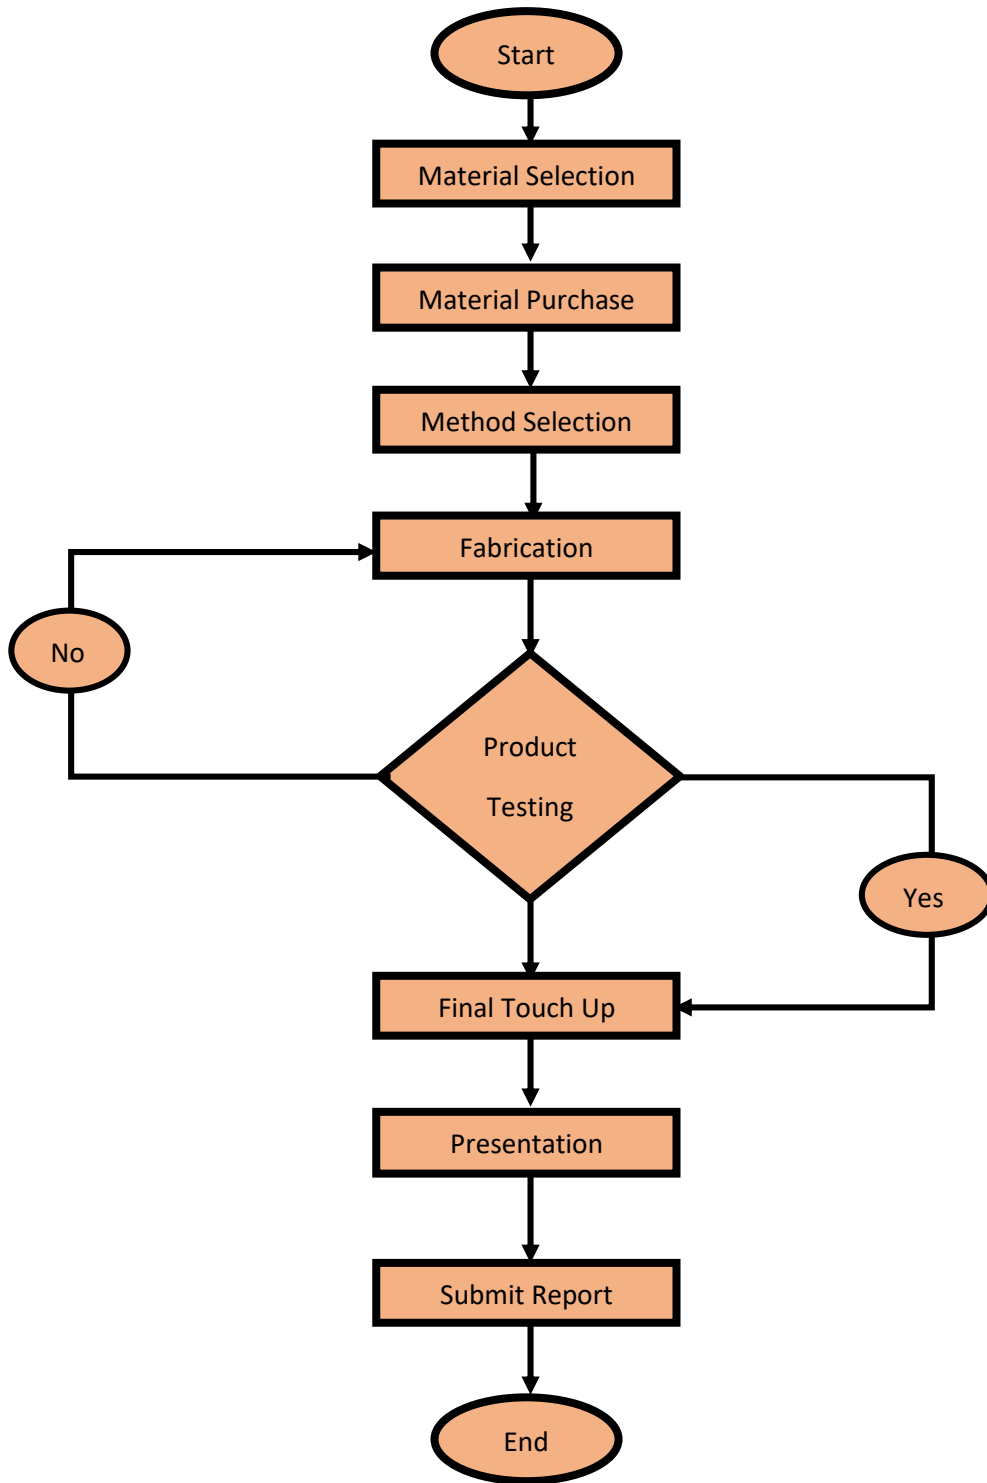 Start
Material Selection
Material Purchase
Method Selection
Fabrication
No
Product
Testing
Yes
Final Touch Up
Presentation
Submit Report
End